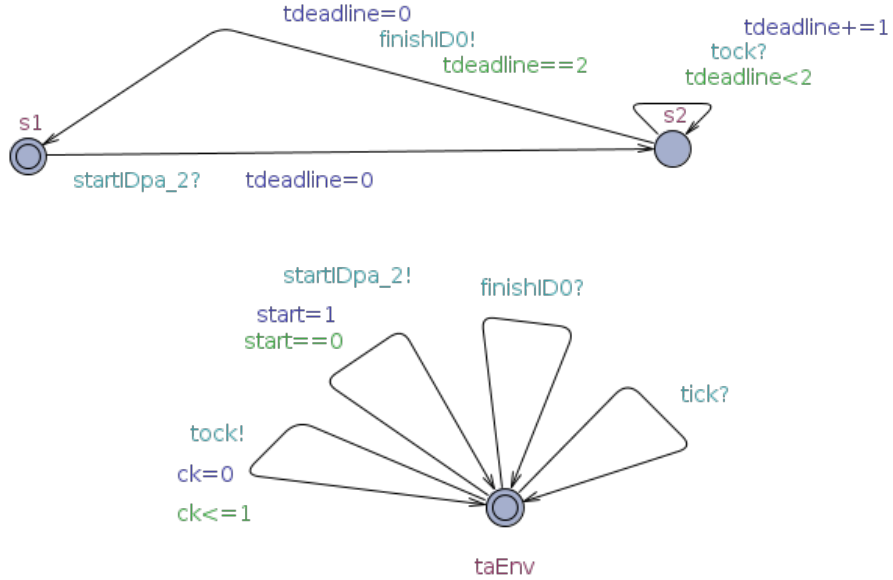 tdeadline=0
finishID0!
tdeadline==2
tdeadline+=1
tock?
tdeadline<2
s1
s2
startIDpa_2?
tdeadline=0
startIDpa_2!
start=1
start==0
finishID0?
tick?
tock!
ck=0
ck<=1
taEnv